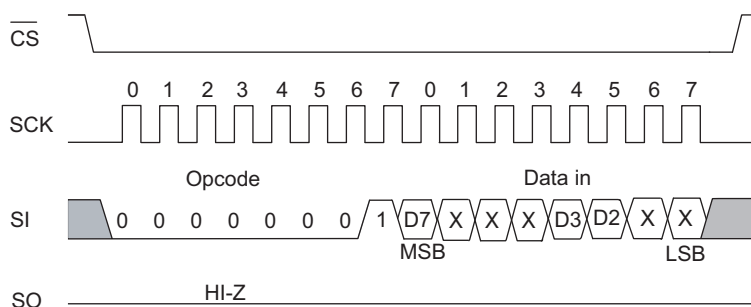 CS
0 1 2 3 4 5 6 7 0 1 2 3 4 5 6 7
SCK
Opcode Data in
SI 0 0 0 0 0 0 0 1 D7 X X X D3 D2 X X
MSB LSB
HI-Z
SO